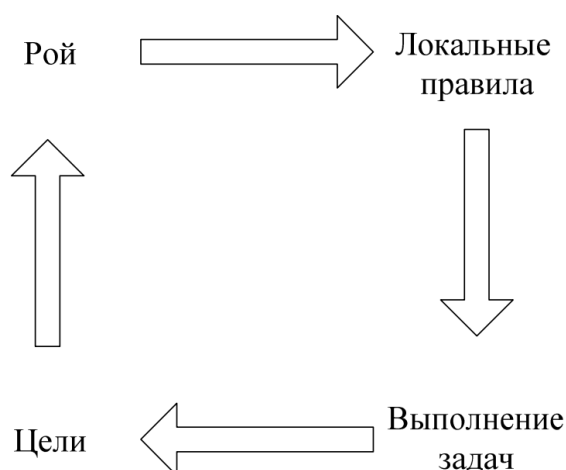 Рой
Локальные
правила
Цели
Выполнение
задач